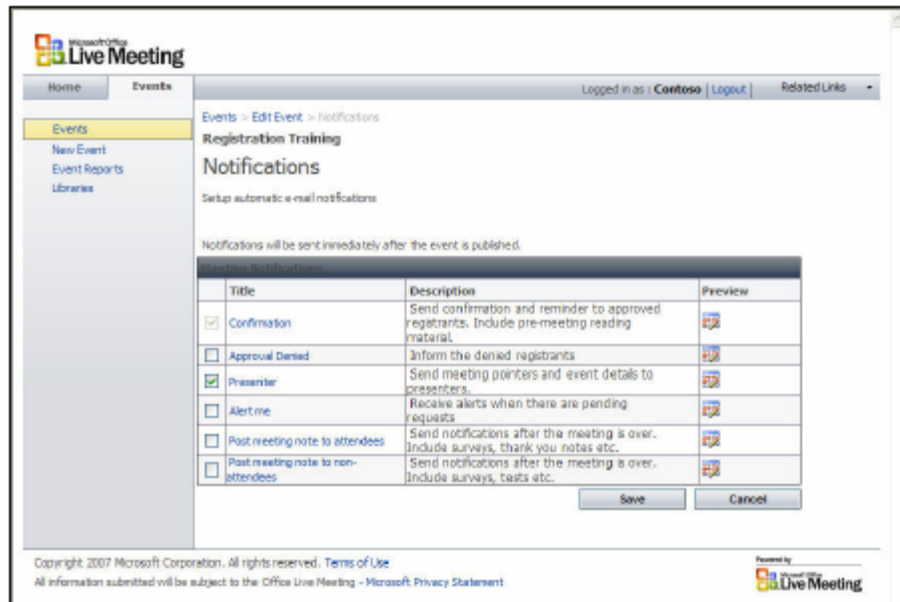 Microsoft Office
Live Meeting
Home Events Logged in as : Contoso | Logout | Related Links
Events
New Event
Event Reports
Libraries
Events > Edit Event > Notifications
Registration Training
Notifications
Setup automatic e-mail notifications
Notifications will be sent immediately after the event is published.
Meeting Notifications
Title Description Preview
Confirmation Send confirmation and reminder to approved
registrants. Include pre-meeting reading
material.
Approval Denied Inform the denied registrants
Presenter Send meeting pointers and event details to
presenters.
Alert me Receive alerts when there are pending
requests
Post meeting note to attendees Send notifications after the meeting is over.
Include surveys, thank you notes etc.
Post meeting note to non-
attendees Send notifications after the meeting is over.
Include surveys, tests etc.
Save Cancel
Copyright 2007 Microsoft Corporation. All rights reserved. Terms of Use
All information submitted will be subject to the Office Live Meeting - Microsoft Privacy Statement
Powered by
Microsoft Office
Live Meeting